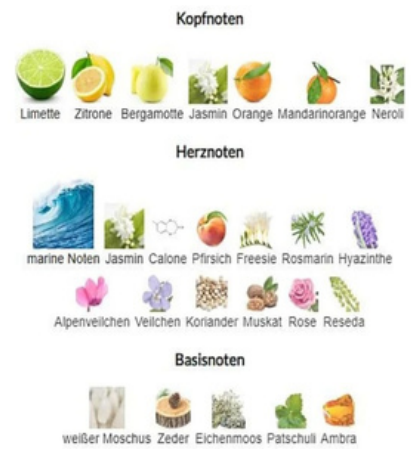 Kopfnoten
Limette Zitrone Bergamotte Jasmin Orange Mandarinorange Neroli
Herznoten
marine Noten Jasmin Calone Pfirsich Freesie Rosmarin Hyazinthe
Alpenveilchen Veilchen Koriander Muskat Rose Reseda
Basisnoten
weißer Moschus Zeder Eichenmoos Patschuli Ambra